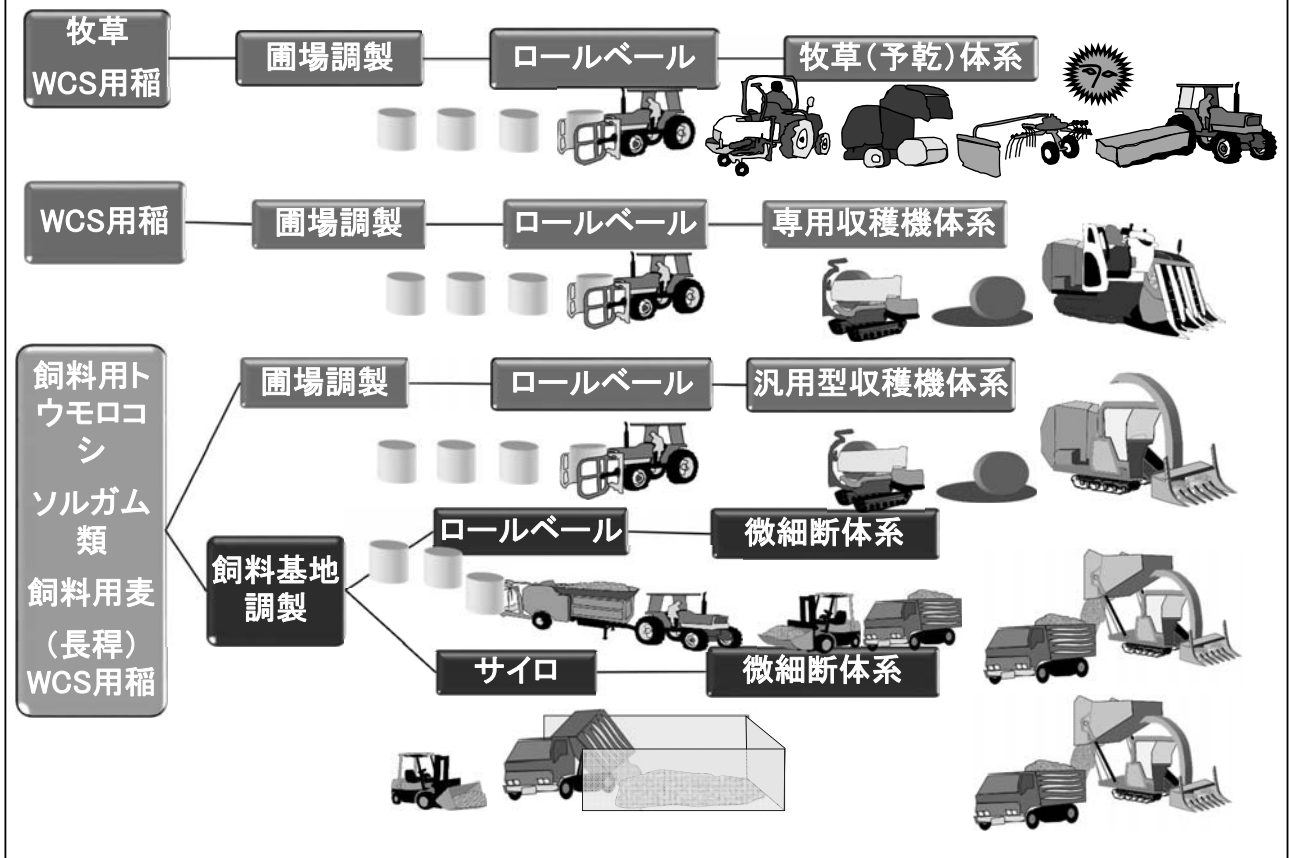 牧草
WCS用稲
圃場調製
ロールベール
牧草(予乾)体系
WCS用稲
圃場調製
ロールベール
専用収穫機体系
飼料用ト
ウモロコ
シ
ソルガム
類
飼料用麦
(長稈)
WCS用稲
圃場調製
ロールベール
汎用型収穫機体系
飼料基地
調製
ロールベール
微細断体系
サイロ
微細断体系